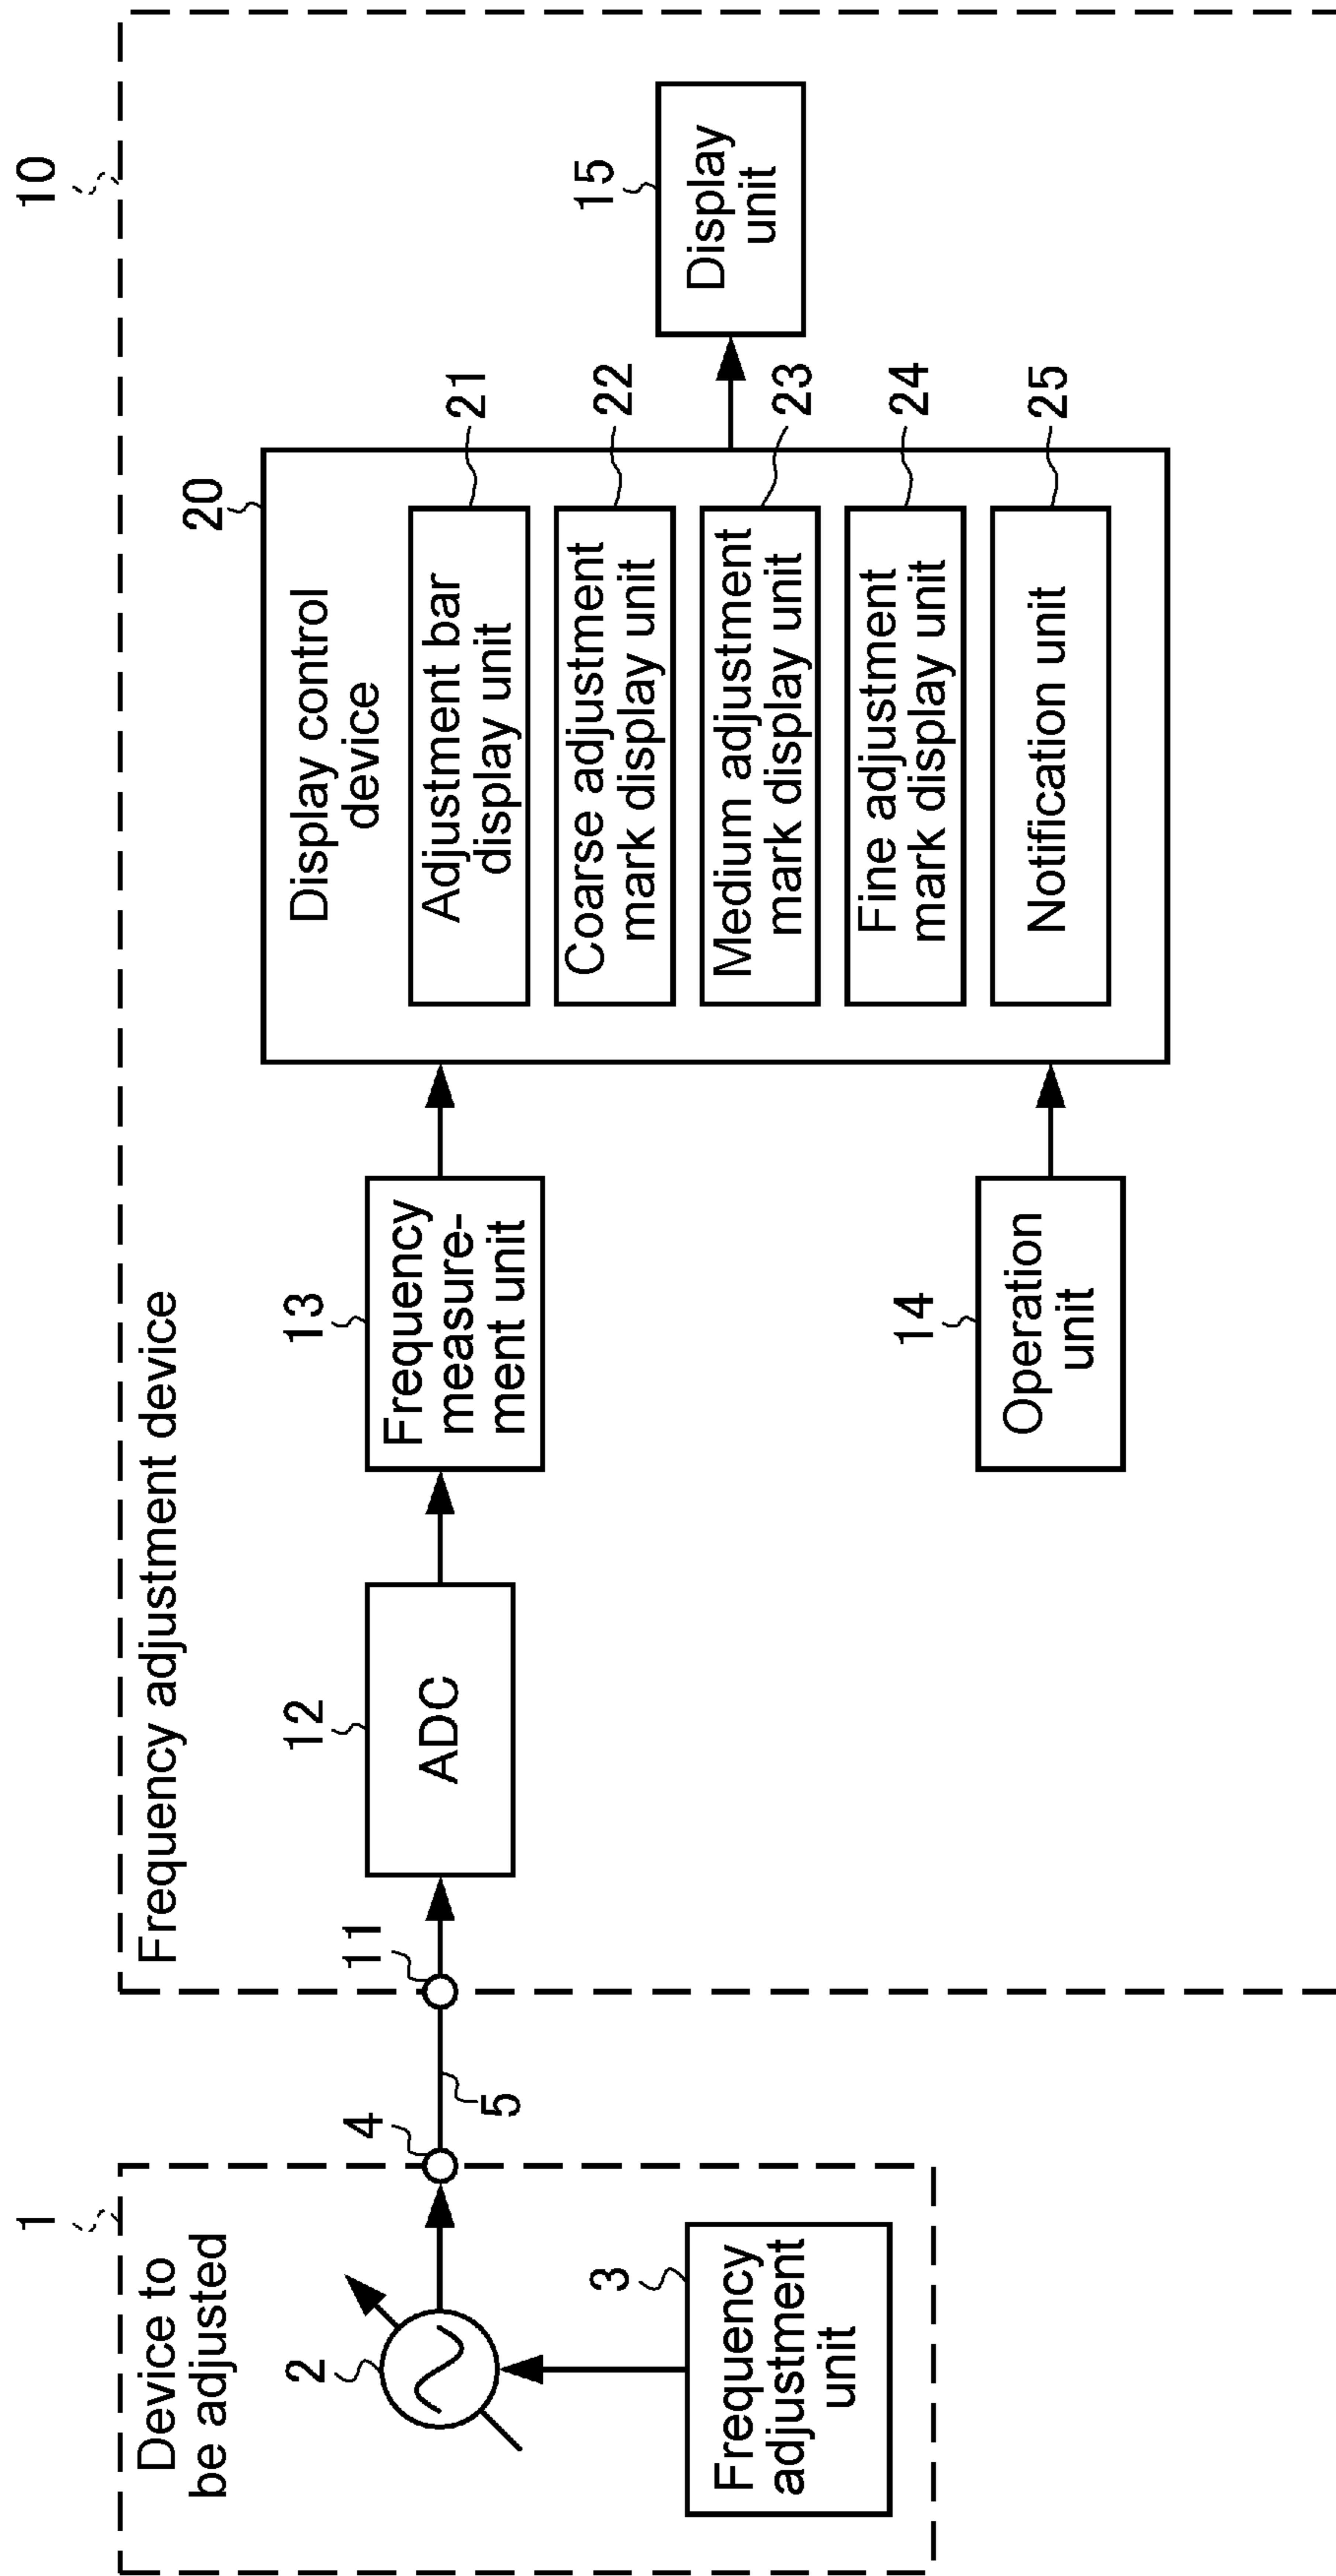 1
Device to
be adjusted
2
3
Frequency
adjustment
unit
4
5
10
Frequency adjustment device
11
12
ADC
13
Frequency
measure-
ment unit
14
Operation
unit
20
Display control
device
Adjustment bar
display unit
21
Coarse adjustment
mark display unit
22
Medium adjustment
mark display unit
23
Fine adjustment
mark display unit
24
Notification unit
25
15
Display
unit